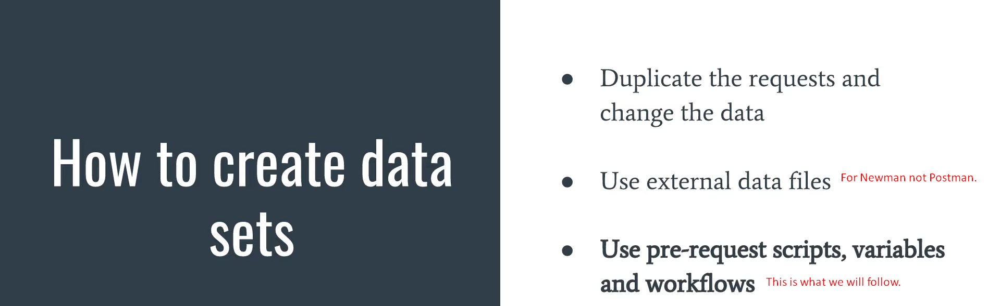 How to create data
sets
● Duplicate the requests and
change the data
● Use external data files For Newman not Postman.
● Use pre-request scripts, variables
and workflows This is what we will follow.